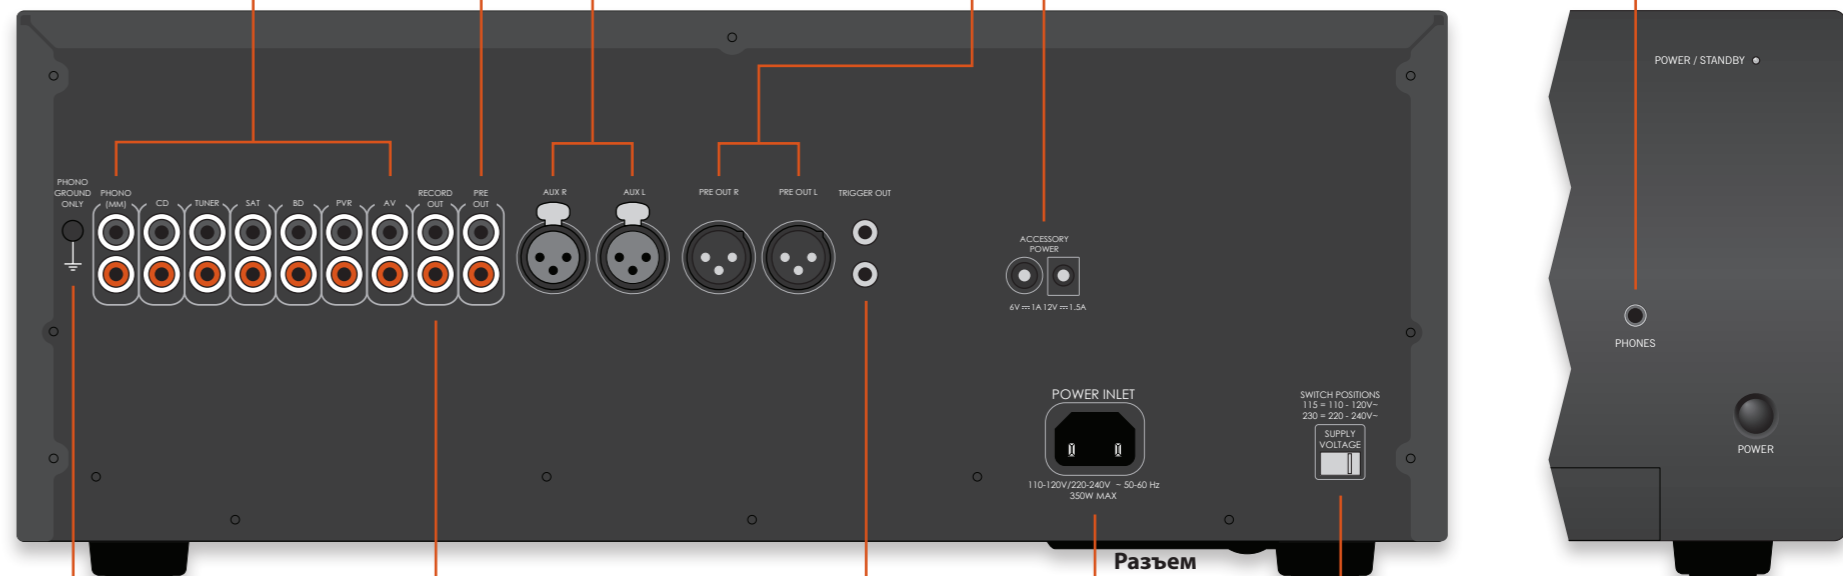 POWER / STANDBY
PHONO
GROUND
ONLY
PHONO
(MM)
CD
TUNER
SAT
BD
PVR
AV
RECORD
OUT
PRE
OUT
AUX R
AUX L
PRE OUT R
PRE OUT L
TRIGGER OUT
ACCESSORY
POWER
6V ⎓ 1A 12V ⎓ 1.5A
PHONES
POWER INLET
110-120V/220-240V ~ 50-60 Hz
350W MAX
SWITCH POSITIONS
115 = 110 - 120V~
230 = 220 - 240V~
SUPPLY
VOLTAGE
POWER
Разъем